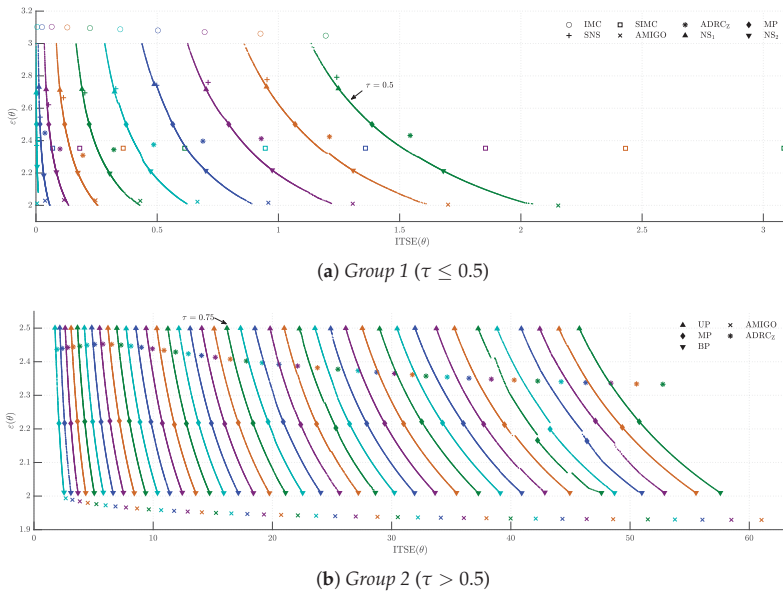 3.2
3
2.8
2.6
2.4
2.2
2
ε(θ)
0
0.5
1
1.5
2
2.5
3
ITSE(θ)
IMC
SIMC
ADRC_Z
MP
SNS
AMIGO
NS₁
NS₂
τ = 0.5
(a) Group 1 (τ ≤ 0.5)
2.5
2.4
2.3
2.2
2.1
2
1.9
ε(θ)
0
10
20
30
40
50
60
ITSE(θ)
UP
AMIGO
MP
ADRC_Z
BP
τ = 0.75
(b) Group 2 (τ > 0.5)